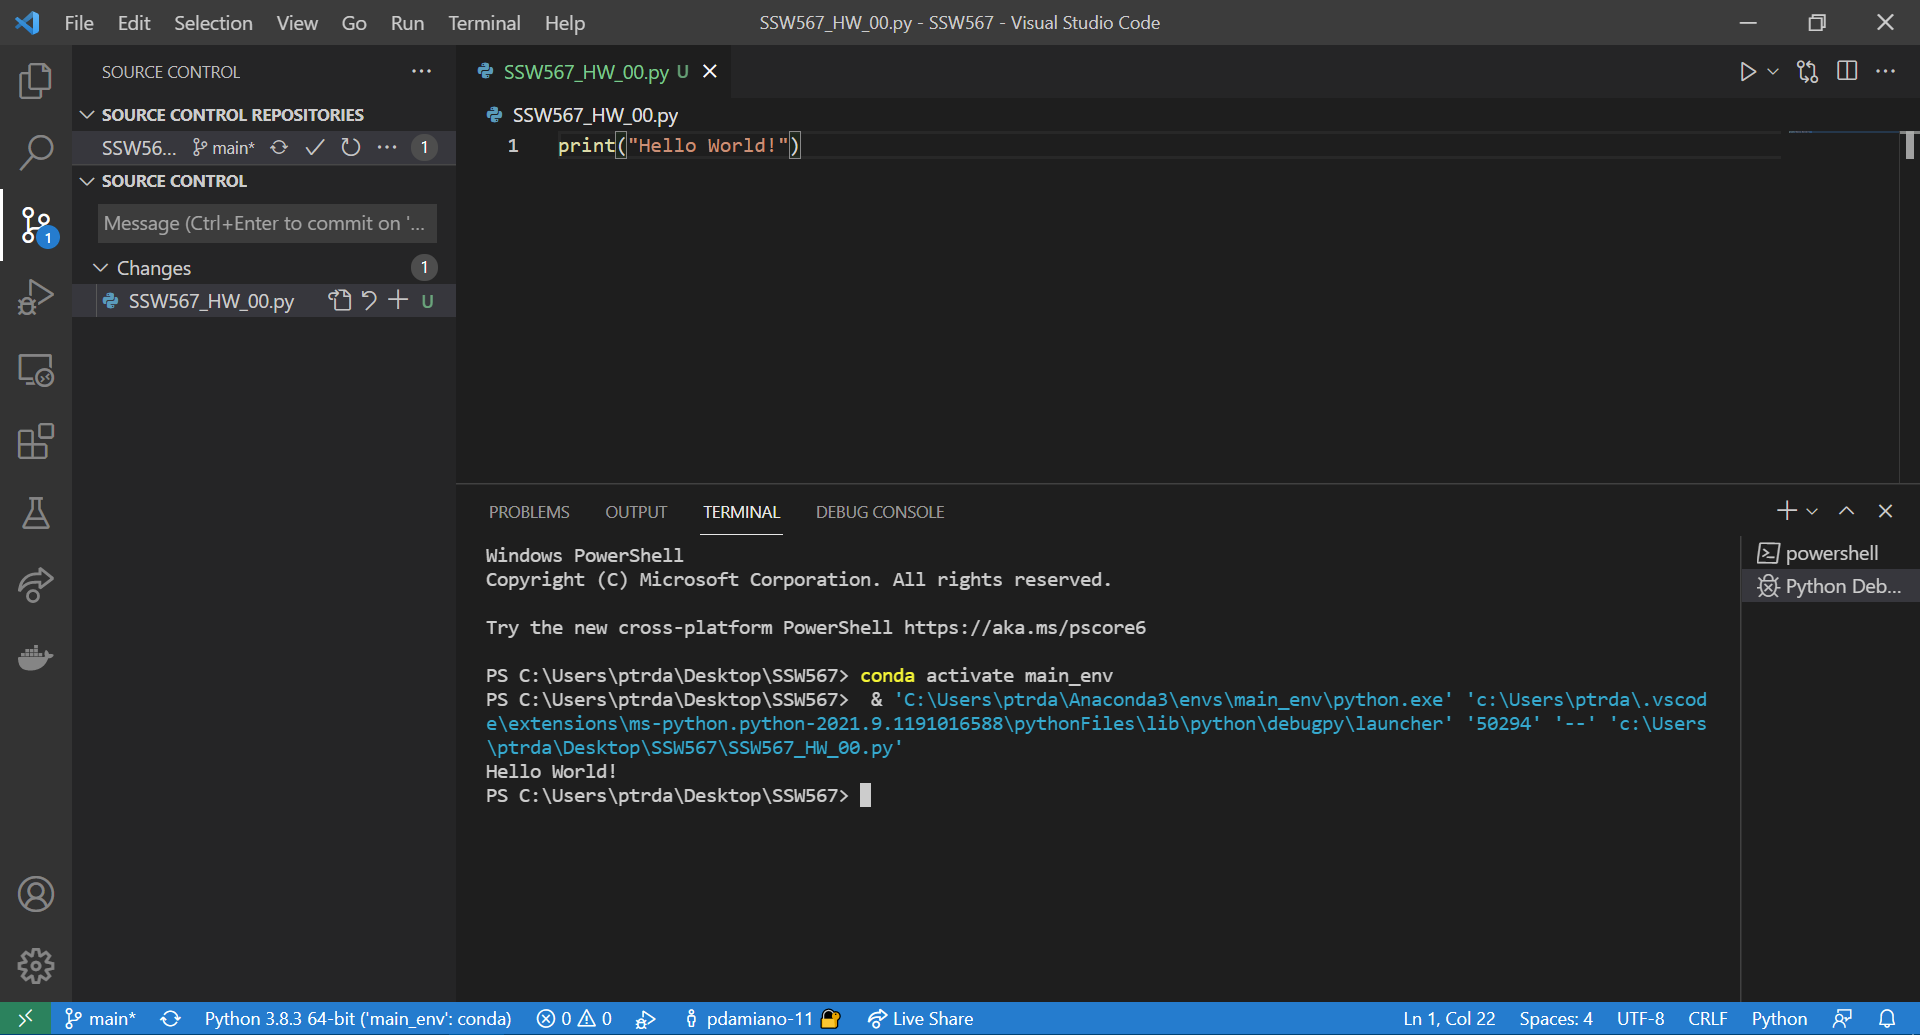 File Edit Selection View Go Run Terminal Help
SSW567_HW_00.py - SSW567 - Visual Studio Code
SOURCE CONTROL
SOURCE CONTROL REPOSITORIES
SSW56... main* 1
SOURCE CONTROL
Message (Ctrl+Enter to commit on '...
Changes 1
SSW567_HW_00.py U
1
SSW567_HW_00.py U
SSW567_HW_00.py
1 print("Hello World!")
PROBLEMS OUTPUT TERMINAL DEBUG CONSOLE
Windows PowerShell
Copyright (C) Microsoft Corporation. All rights reserved.
Try the new cross-platform PowerShell https://aka.ms/pscore6
PS C:\Users\ptrda\Desktop\SSW567> conda activate main_env
PS C:\Users\ptrda\Desktop\SSW567>  & 'C:\Users\ptrda\Anaconda3\envs\main_env\python.exe' 'c:\Users\ptrda\.vscod
e\extensions\ms-python.python-2021.9.1191016588\pythonFiles\lib\python\debugpy\launcher' '50294' '--' 'c:\Users
\ptrda\Desktop\SSW567\SSW567_HW_00.py'
Hello World!
PS C:\Users\ptrda\Desktop\SSW567>
powershell
Python Deb...
main* Python 3.8.3 64-bit ('main_env': conda) 0 0 pdamiano-11 Live Share
Ln 1, Col 22 Spaces: 4 UTF-8 CRLF Python